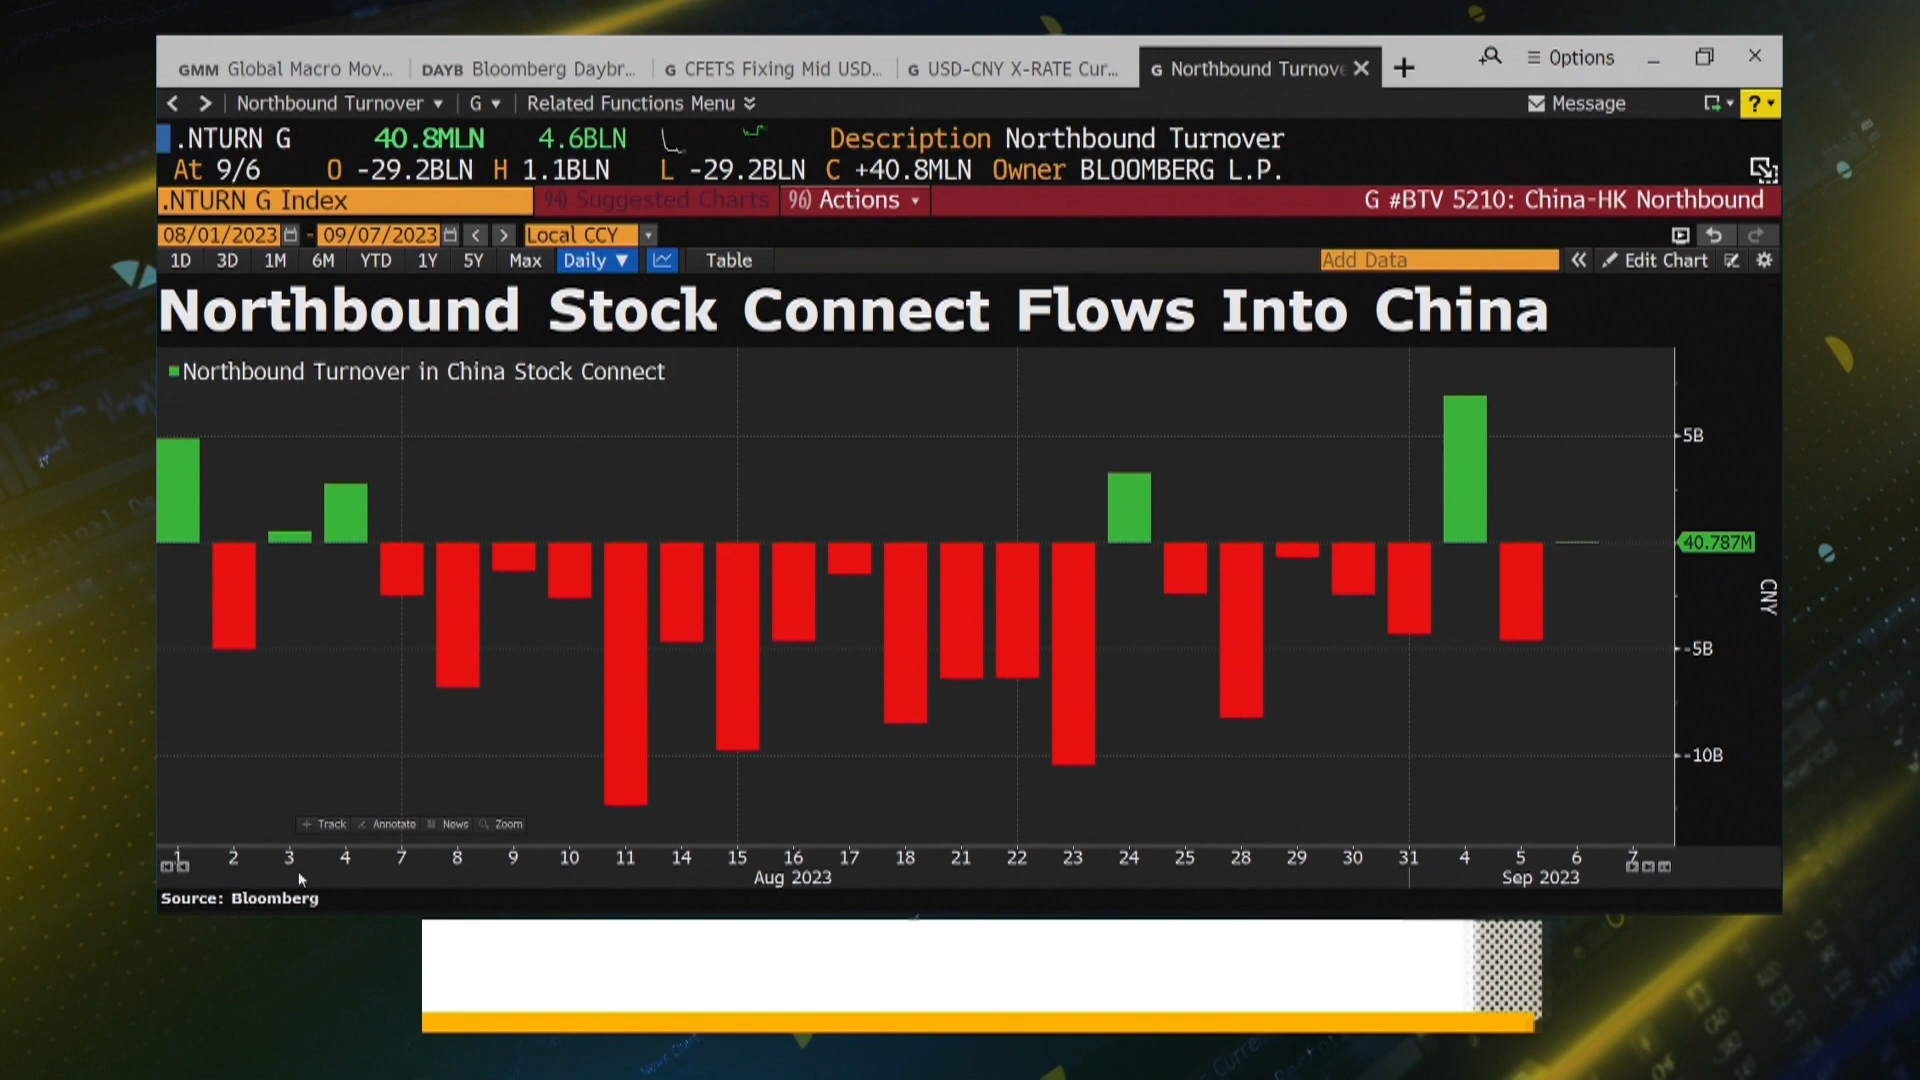 GMM Global Macro Mov... DAYB Bloomberg Daybr... G CFETS Fixing Mid USD... G USD-CNY X-RATE Cur... G Northbound Turnove Options
Northbound Turnover G Related Functions Menu Message ?
.NTURN G 40.8MLN 4.6BLN Description Northbound Turnover
At 9/6 O -29.2BLN H 1.1BLN L -29.2BLN C +40.8MLN Owner BLOOMBERG L.P.
.NTURN G Index 94) Suggested Charts 96) Actions G #BTV 5210: China-HK Northbound
08/01/2023 - 09/07/2023 Local CCY
1D 3D 1M 6M YTD 1Y 5Y Max Daily Table Add Data Edit Chart
Northbound Stock Connect Flows Into China
Northbound Turnover in China Stock Connect
5B
40.787M
CNY
-5B
-10B
Track Annotate News Zoom
1 2 3 4 7 8 9 10 11 14 15 16 17 18 21 22 23 24 25 28 29 30 31 4 5 6 7
Aug 2023 Sep 2023
Source: Bloomberg